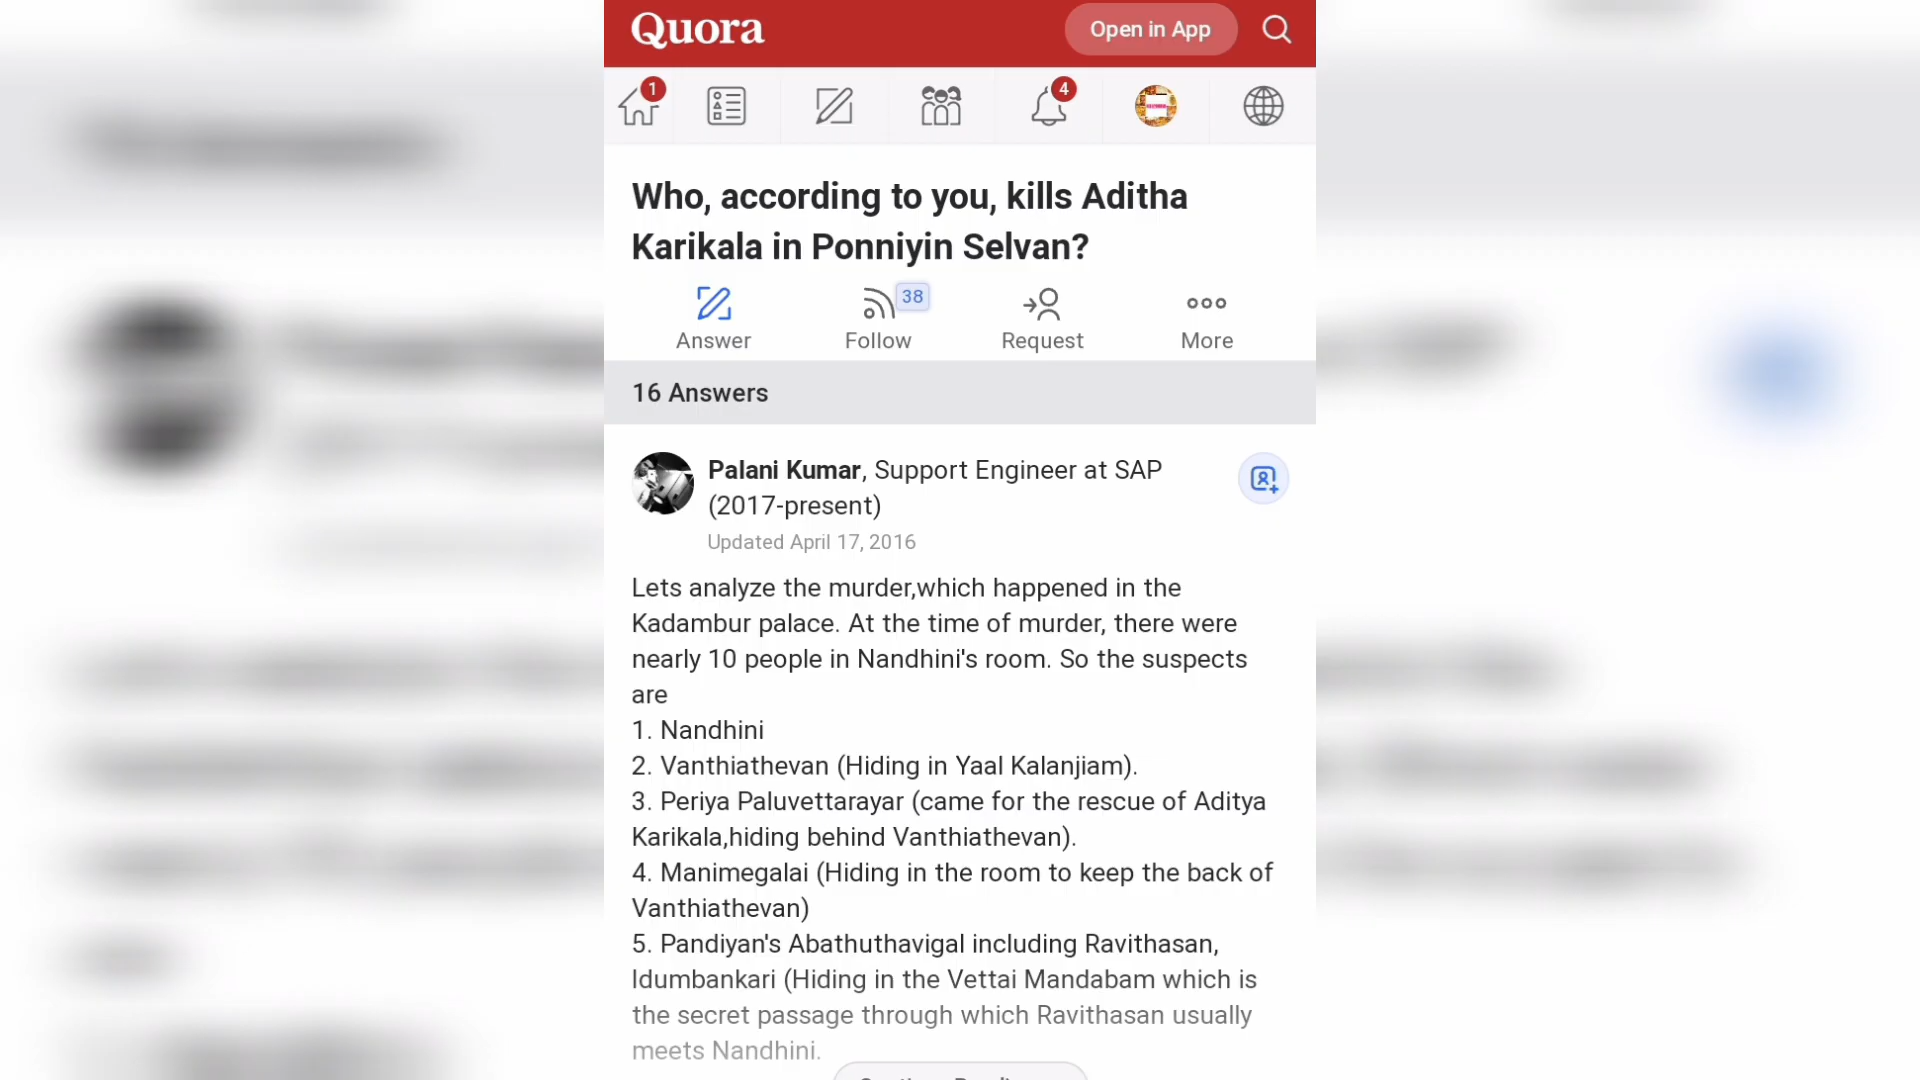 Quora
Open in App
1
4
Who, according to you, kills Aditha
Karikala in Ponniyin Selvan?
38
Answer
Follow
Request
More
16 Answers
Palani Kumar, Support Engineer at SAP
(2017-present)
Updated April 17, 2016
Lets analyze the murder,which happened in the
Kadambur palace. At the time of murder, there were
nearly 10 people in Nandhini's room. So the suspects
are
1. Nandhini
2. Vanthiathevan (Hiding in Yaal Kalanjiam).
3. Periya Paluvettarayar (came for the rescue of Aditya
Karikala,hiding behind Vanthiathevan).
4. Manimegalai (Hiding in the room to keep the back of
Vanthiathevan)
5. Pandiyan's Abathuthavigal including Ravithasan,
Idumbankari (Hiding in the Vettai Mandabam which is
the secret passage through which Ravithasan usually
meets Nandhini.